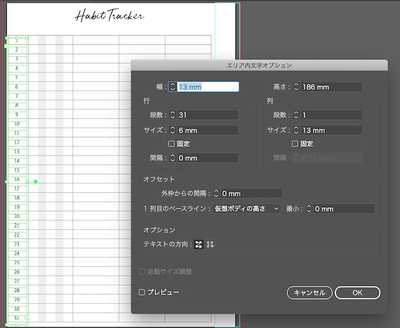 Habit Tracker
1
2
3
4
5
6
7
8
9
10
11
12
13
14
15
16
17
18
19
20
21
22
23
24
25
26
27
28
29
30
31
エリア内文字オプション
幅： 13 mm
高さ： 186 mm
行
段数： 31
サイズ： 6 mm
固定
間隔： 0 mm
列
段数： 1
サイズ： 13 mm
固定
間隔：
オフセット
外枠からの間隔： 0 mm
1 列目のベースライン： 仮想ボディの高さ 最小： 0 mm
オプション
テキストの方向：
自動サイズ調整
プレビュー
キャンセル
OK